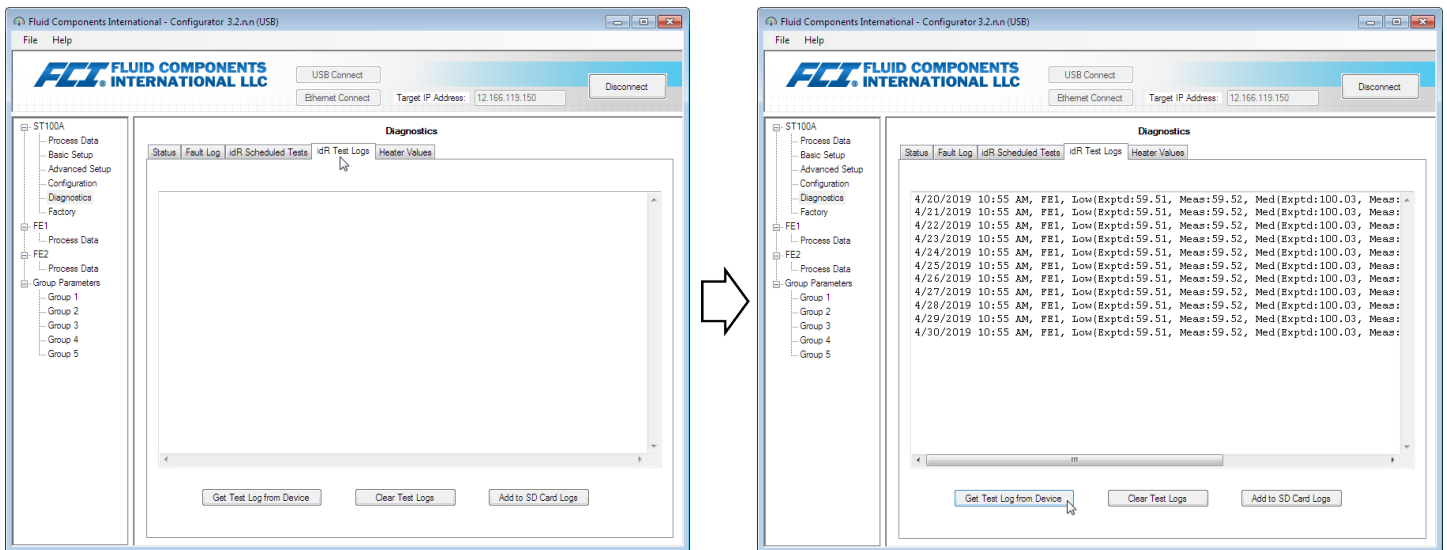 Fluid Components International - Configurator 3.2.n.n (USB)
File Help
FCI® FLUID COMPONENTS
INTERNATIONAL LLC
USB Connect
Ethernet Connect Target IP Address: 12.166.119.150
Disconnect
ST100A
Process Data
Basic Setup
Advanced Setup
Configuration
Diagnostics
Factory
FE1
Process Data
FE2
Process Data
Group Parameters
Group 1
Group 2
Group 3
Group 4
Group 5
Diagnostics
Status Fault Log idR Scheduled Tests idR Test Logs Heater Values
Get Test Log from Device Clear Test Logs Add to SD Card Logs
Fluid Components International - Configurator 3.2.n.n (USB)
File Help
FCI® FLUID COMPONENTS
INTERNATIONAL LLC
USB Connect
Ethernet Connect Target IP Address: 12.166.119.150
Disconnect
ST100A
Process Data
Basic Setup
Advanced Setup
Configuration
Diagnostics
Factory
FE1
Process Data
FE2
Process Data
Group Parameters
Group 1
Group 2
Group 3
Group 4
Group 5
Diagnostics
Status Fault Log idR Scheduled Tests idR Test Logs Heater Values
4/20/2019 10:55 AM, FE1, Low(Exptd:59.51, Meas:59.52, Med(Exptd:100.03, Meas:
4/21/2019 10:55 AM, FE1, Low(Exptd:59.51, Meas:59.52, Med(Exptd:100.03, Meas:
4/22/2019 10:55 AM, FE1, Low(Exptd:59.51, Meas:59.52, Med(Exptd:100.03, Meas:
4/23/2019 10:55 AM, FE1, Low(Exptd:59.51, Meas:59.52, Med(Exptd:100.03, Meas:
4/24/2019 10:55 AM, FE1, Low(Exptd:59.51, Meas:59.52, Med(Exptd:100.03, Meas:
4/25/2019 10:55 AM, FE1, Low(Exptd:59.51, Meas:59.52, Med(Exptd:100.03, Meas:
4/26/2019 10:55 AM, FE1, Low(Exptd:59.51, Meas:59.52, Med(Exptd:100.03, Meas:
4/27/2019 10:55 AM, FE1, Low(Exptd:59.51, Meas:59.52, Med(Exptd:100.03, Meas:
4/28/2019 10:55 AM, FE1, Low(Exptd:59.51, Meas:59.52, Med(Exptd:100.03, Meas:
4/29/2019 10:55 AM, FE1, Low(Exptd:59.51, Meas:59.52, Med(Exptd:100.03, Meas:
4/30/2019 10:55 AM, FE1, Low(Exptd:59.51, Meas:59.52, Med(Exptd:100.03, Meas:
Get Test Log from Device Clear Test Logs Add to SD Card Logs